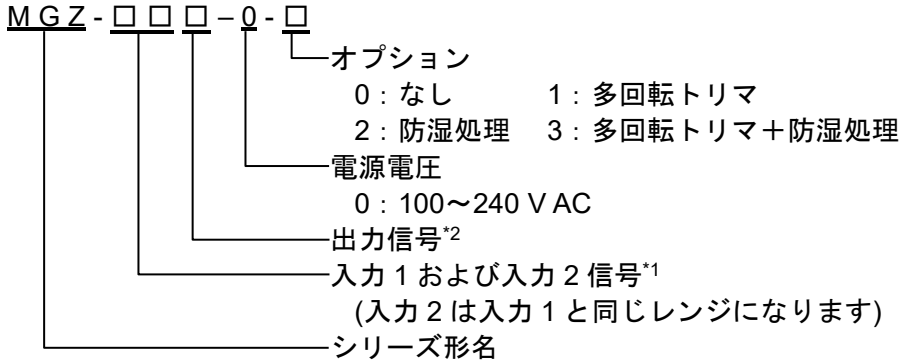 MGZ-□□□–0-□
オプション
0：なし 1：多回転トリマ
2：防湿処理 3：多回転トリマ＋防湿処理
電源電圧
0：100～240 V AC
出力信号*2
入力1および入力2信号*1
(入力2は入力1と同じレンジになります)
シリーズ形名